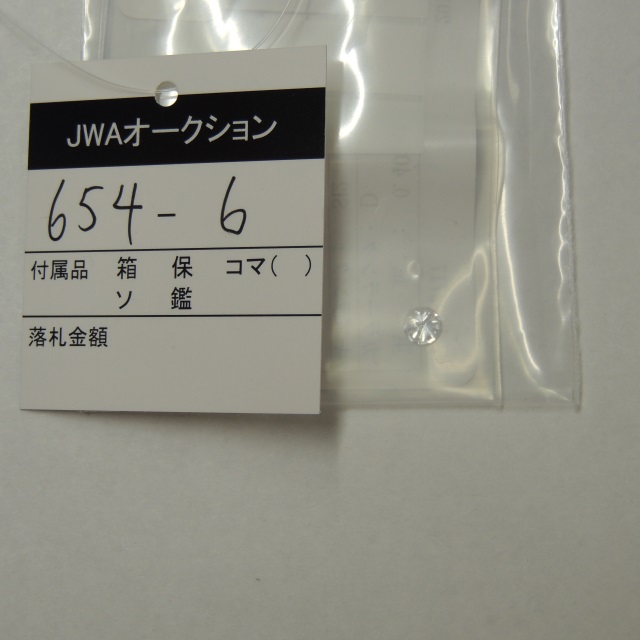 JWAオークション
654-6
付属品 箱 保 コマ( )
ソ 鑑
落札金額